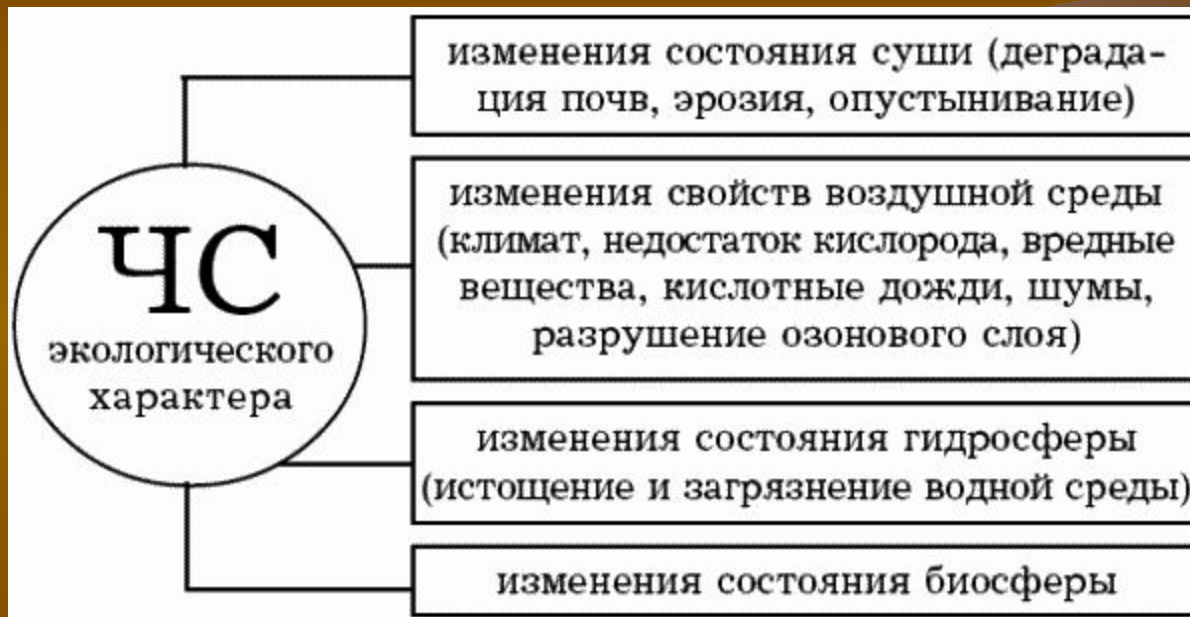 ЧС
экологического
характера
изменения состояния суши (деграда-
ция почв, эрозия, опустынивание)
изменения свойств воздушной среды
(климат, недостаток кислорода, вредные
вещества, кислотные дожди, шумы,
разрушение озонового слоя)
изменения состояния гидросферы
(истощение и загрязнение водной среды)
изменения состояния биосферы